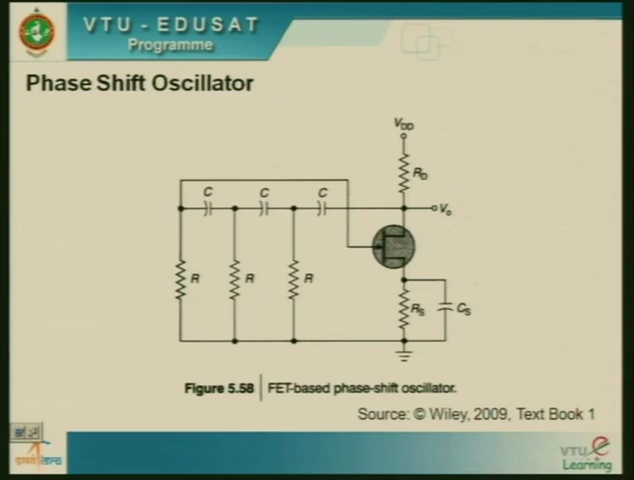 VTU - EDUSAT
Programme
Phase Shift Oscillator
VDD
RD
C
C
C
Vo
R
R
R
RS
CS
Figure 5.58 FET-based phase-shift oscillator.
Source: © Wiley, 2009, Text Book 1
VTU e
Learning